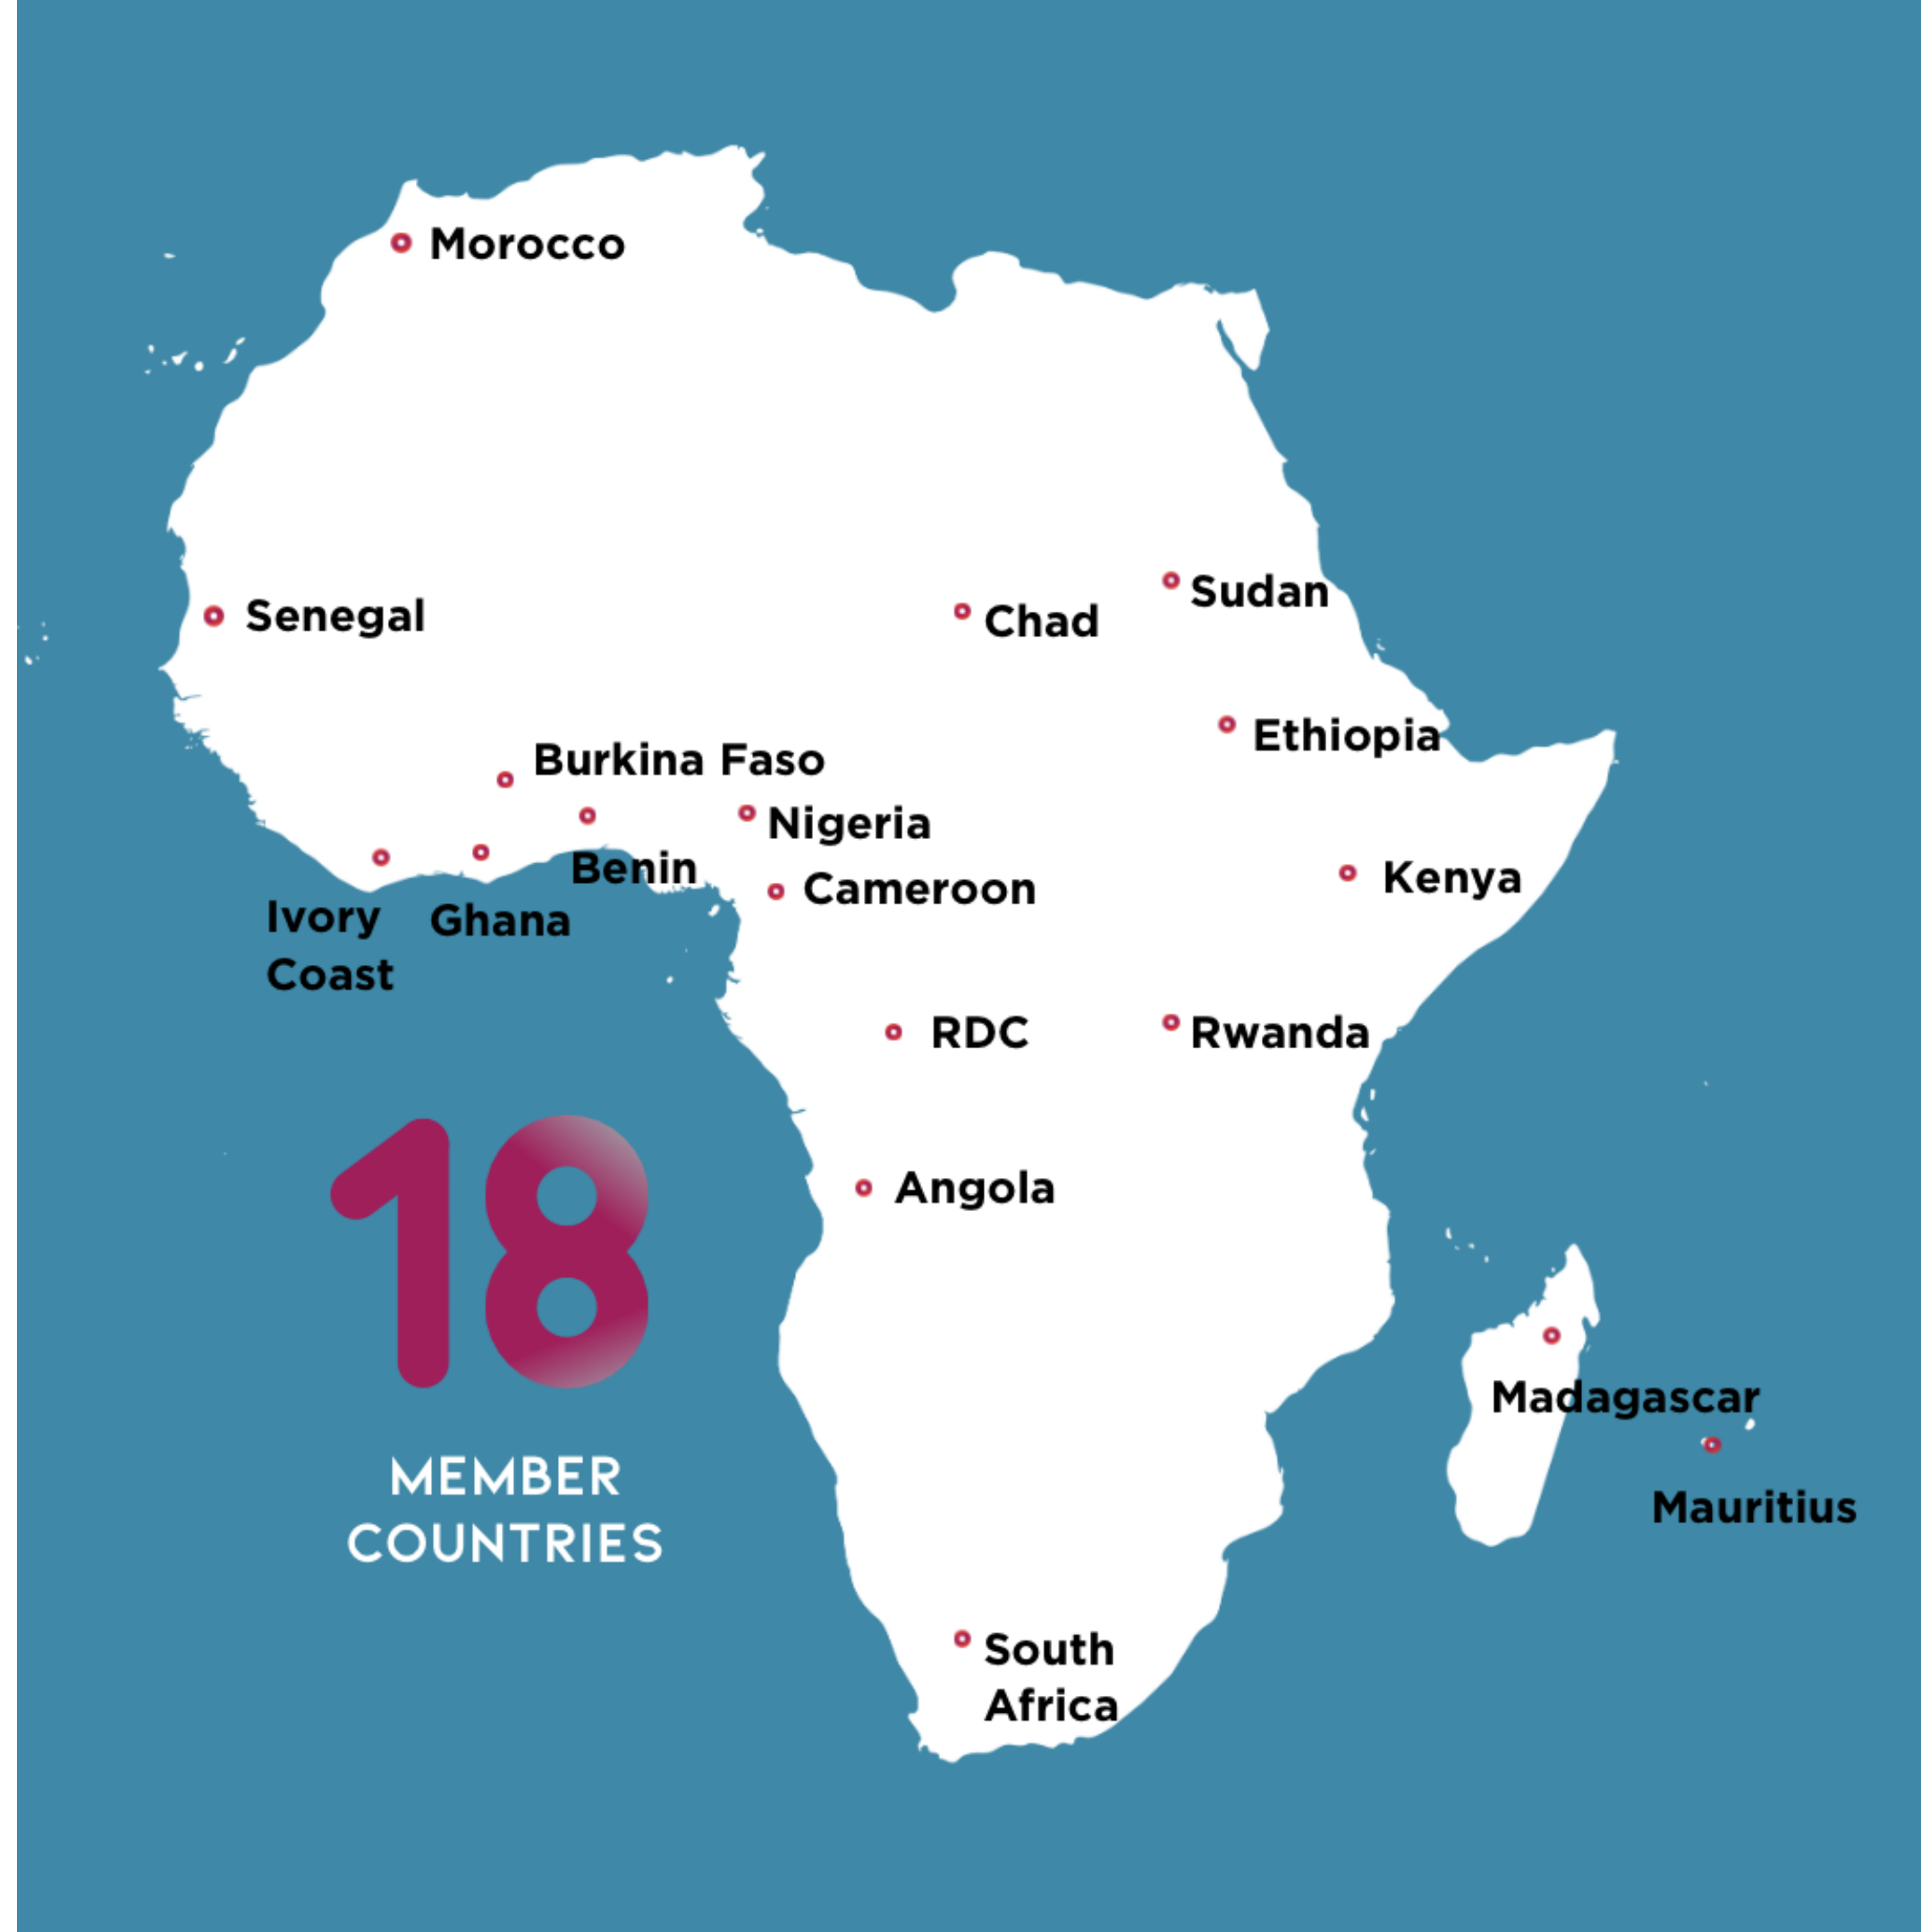 Morocco
Senegal
Chad
Sudan
Ethiopia
Burkina Faso
Nigeria
Benin
Cameroon
Kenya
Ivory
Coast
Ghana
RDC
Rwanda
18
Angola
MEMBER
COUNTRIES
Madagascar
Mauritius
South
Africa